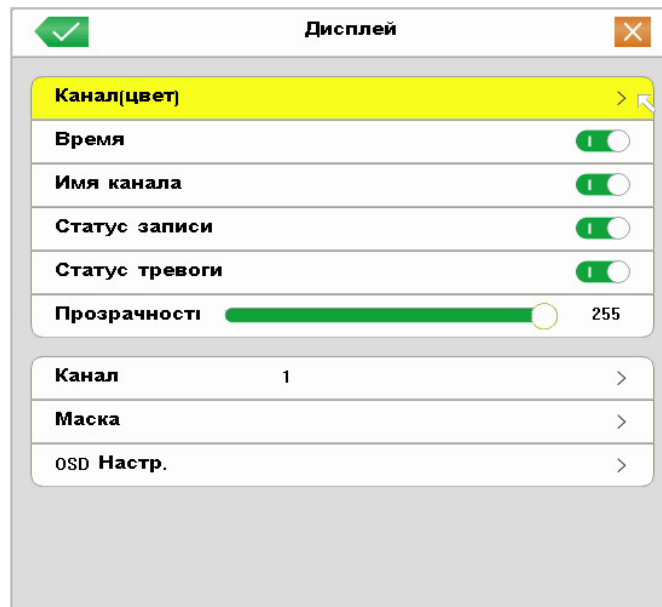 Дисплей
Канал(цвет)
Время
Имя канала
Статус записи
Статус тревоги
Прозрачності 255
Канал 1
Маска
OSD Настр.